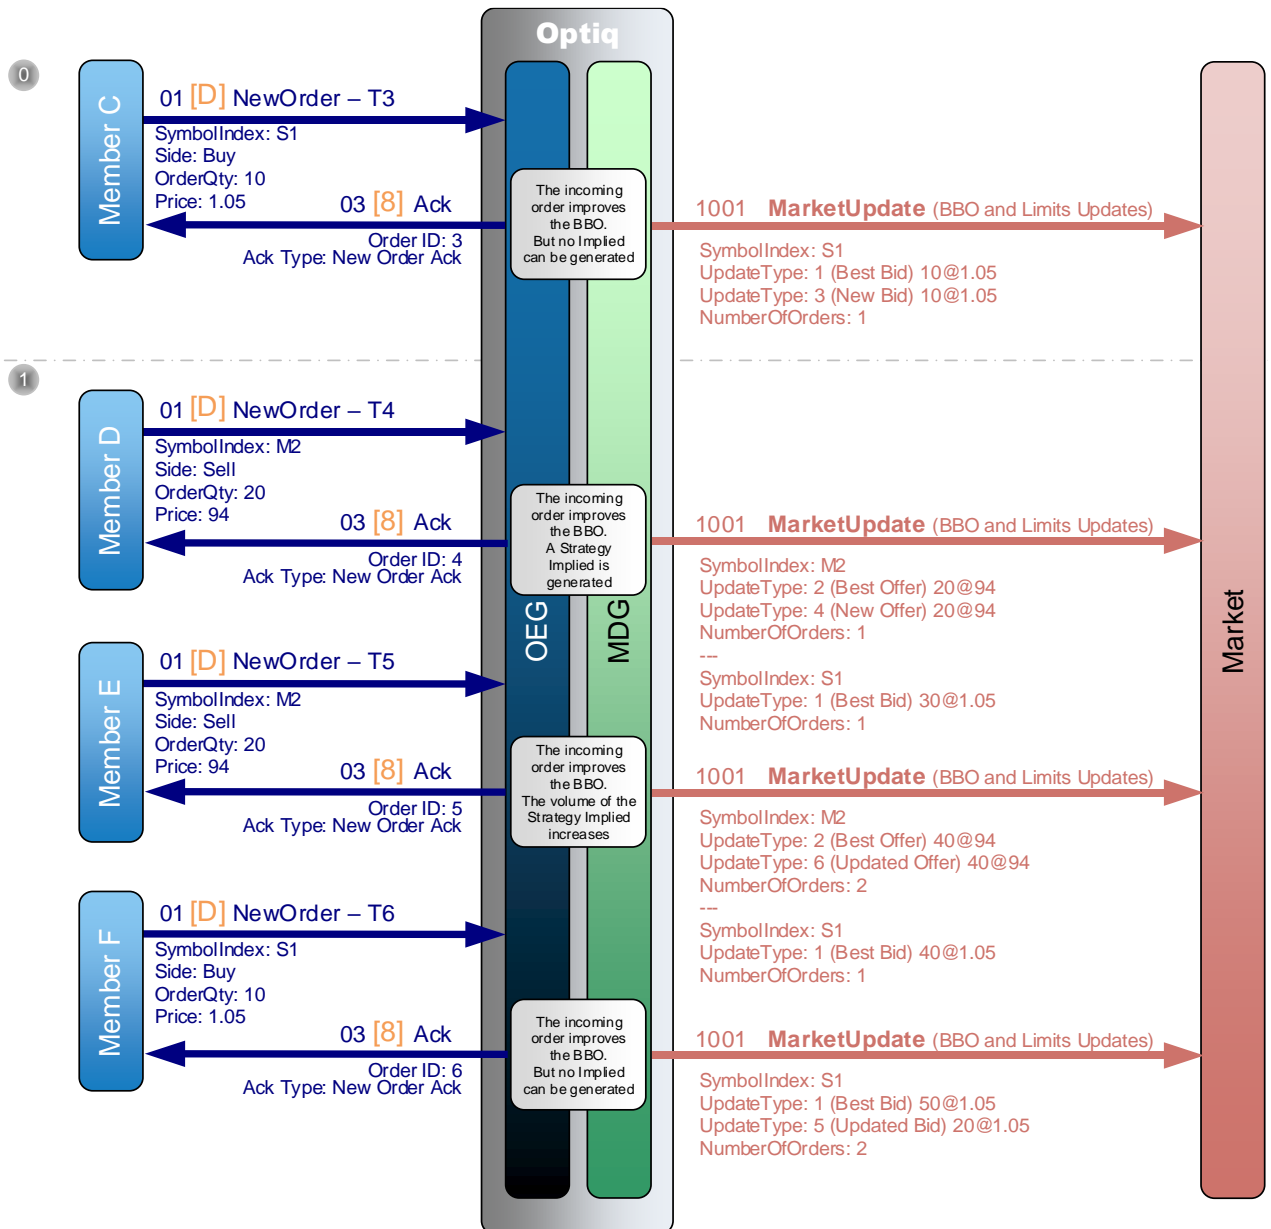 Optiq
0
Member C
01 [D] NewOrder – T3
SymbolIndex: S1
Side: Buy
OrderQty: 10
Price: 1.05
03 [8] Ack
Order ID: 3
Ack Type: New Order Ack
The incoming
order improves
the BBO.
But no Implied
can be generated
1001 MarketUpdate (BBO and Limits Updates)
SymbolIndex: S1
UpdateType: 1 (Best Bid) 10@1.05
UpdateType: 3 (New Bid) 10@1.05
NumberOfOrders: 1
1
Member D
01 [D] NewOrder – T4
SymbolIndex: M2
Side: Sell
OrderQty: 20
Price: 94
03 [8] Ack
Order ID: 4
Ack Type: New Order Ack
The incoming
order improves
the BBO.
A Strategy
Implied is
generated
1001 MarketUpdate (BBO and Limits Updates)
SymbolIndex: M2
UpdateType: 2 (Best Offer) 20@94
UpdateType: 4 (New Offer) 20@94
NumberOfOrders: 1
---
SymbolIndex: S1
UpdateType: 1 (Best Bid) 30@1.05
NumberOfOrders: 1
OEG
MDG
Market
Member E
01 [D] NewOrder – T5
SymbolIndex: M2
Side: Sell
OrderQty: 20
Price: 94
03 [8] Ack
Order ID: 5
Ack Type: New Order Ack
The incoming
order improves
the BBO.
The volume of the
Strategy Implied
increases
1001 MarketUpdate (BBO and Limits Updates)
SymbolIndex: M2
UpdateType: 2 (Best Offer) 40@94
UpdateType: 6 (Updated Offer) 40@94
NumberOfOrders: 2
---
SymbolIndex: S1
UpdateType: 1 (Best Bid) 40@1.05
NumberOfOrders: 1
Member F
01 [D] NewOrder – T6
SymbolIndex: S1
Side: Buy
OrderQty: 10
Price: 1.05
03 [8] Ack
Order ID: 6
Ack Type: New Order Ack
The incoming
order improves
the BBO.
But no Implied
can be generated
1001 MarketUpdate (BBO and Limits Updates)
SymbolIndex: S1
UpdateType: 1 (Best Bid) 50@1.05
UpdateType: 5 (Updated Bid) 20@1.05
NumberOfOrders: 2